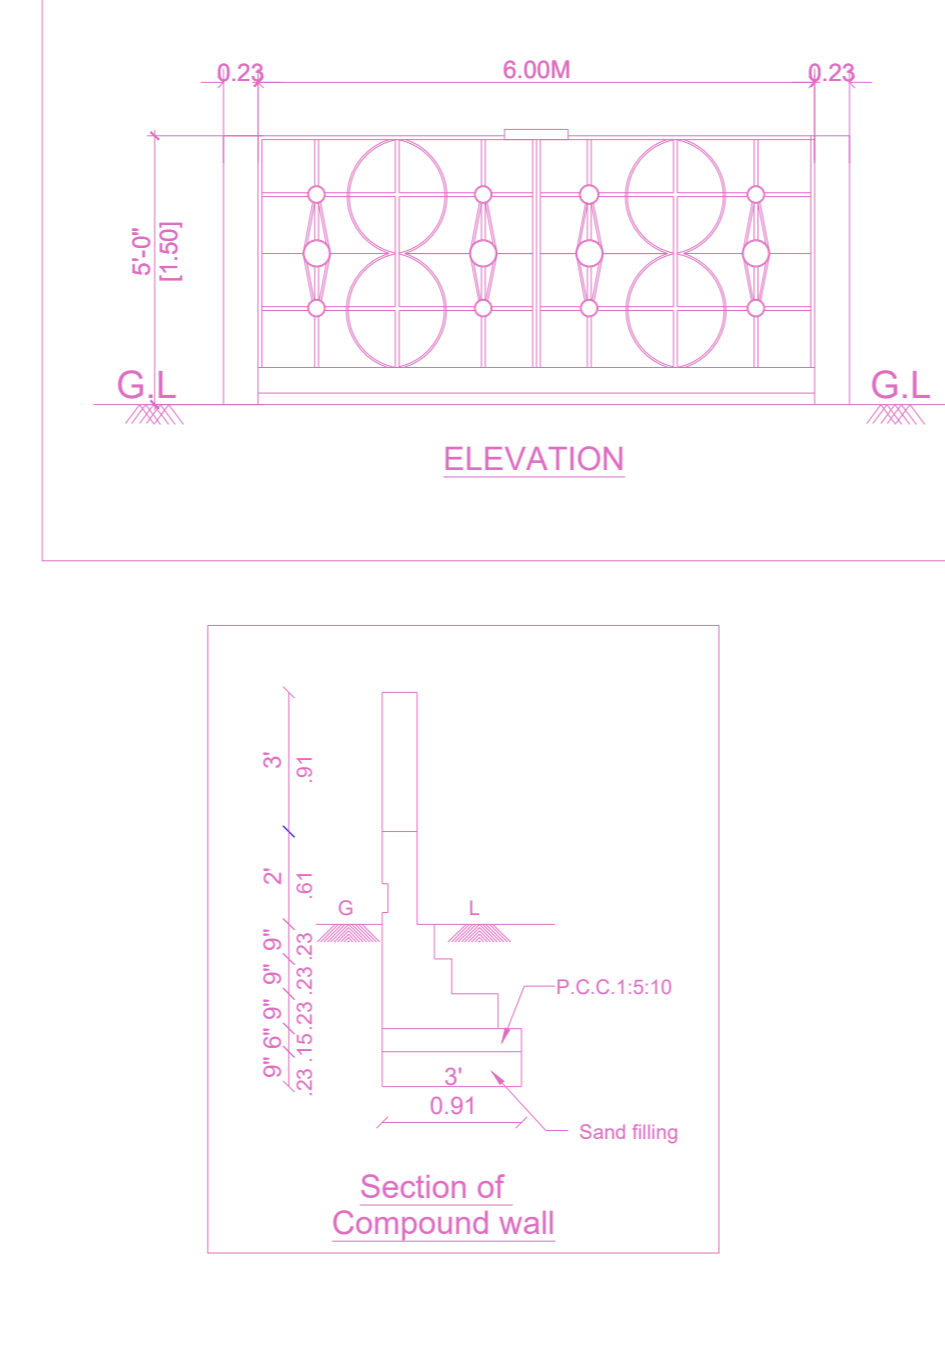 0.23 6.00M 0.23
5'-0"
[1.50]
G.L G.L
ELEVATION
3' .91
2' .61
G L
9" .23
9" .23
9" .23
6" .15
9" .23
P.C.C.1:5:10
3'
0.91
Sand filling
Section of
Compound wall